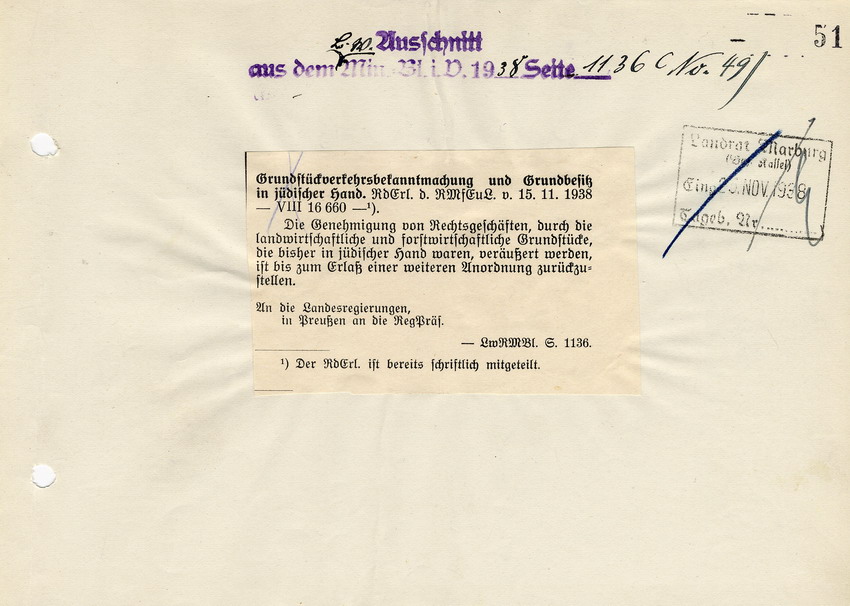 51
L.w. Ausschnitt
aus dem Min.-Bl. i. V. 1938 Seite 1136 c No. 49
Landrat Marburg
Eing. NOV. 1938
Tageb. Nr.
Grundstückverkehrsbekanntmachung und Grundbesitz
in jüdischer Hand. RdErl. d. RMfEuL. v. 15. 11. 1938
— VIII 16 660 —¹).
Die Genehmigung von Rechtsgeschäften, durch die
landwirtschaftliche und forstwirtschaftliche Grundstücke,
die bisher in jüdischer Hand waren, veräußert werden,
ist bis zum Erlaß einer weiteren Anordnung zurückzu-
stellen.
An die Landesregierungen,
in Preußen an die RegPräs.
— LwRMBl. S. 1136.
¹) Der RdErl. ist bereits schriftlich mitgeteilt.